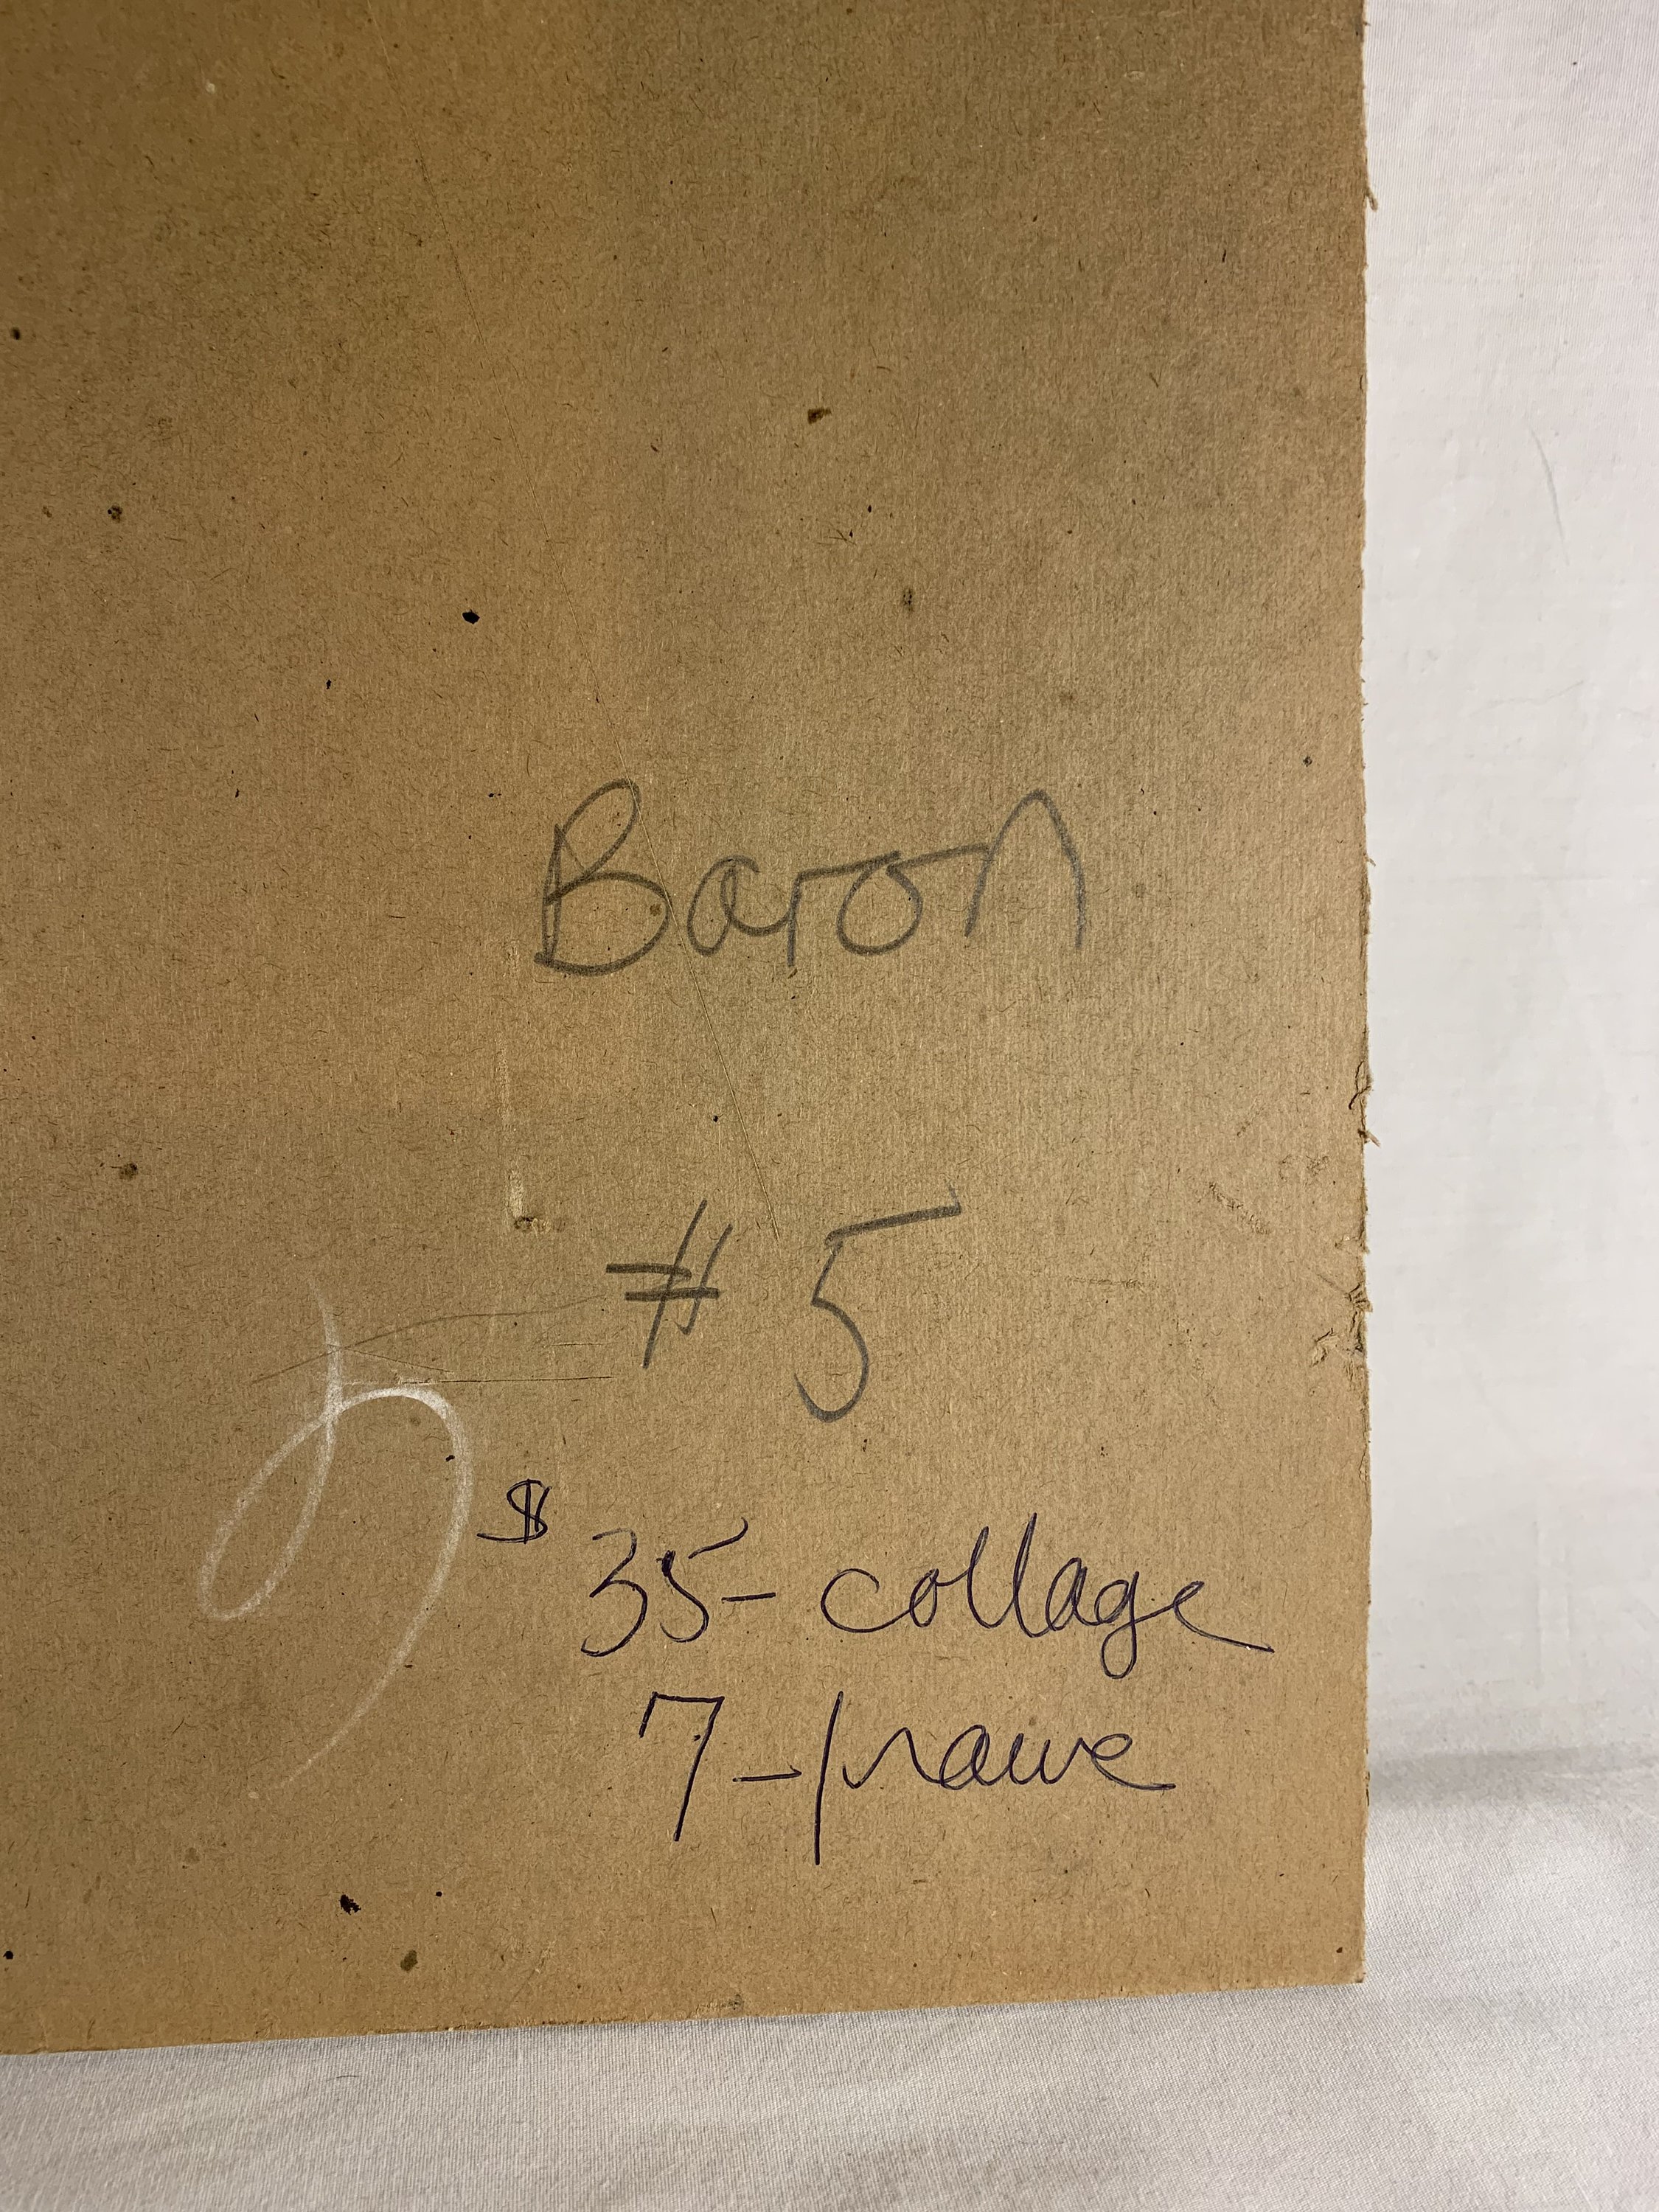 Baron
# 5
$ 35- collage
7- frame